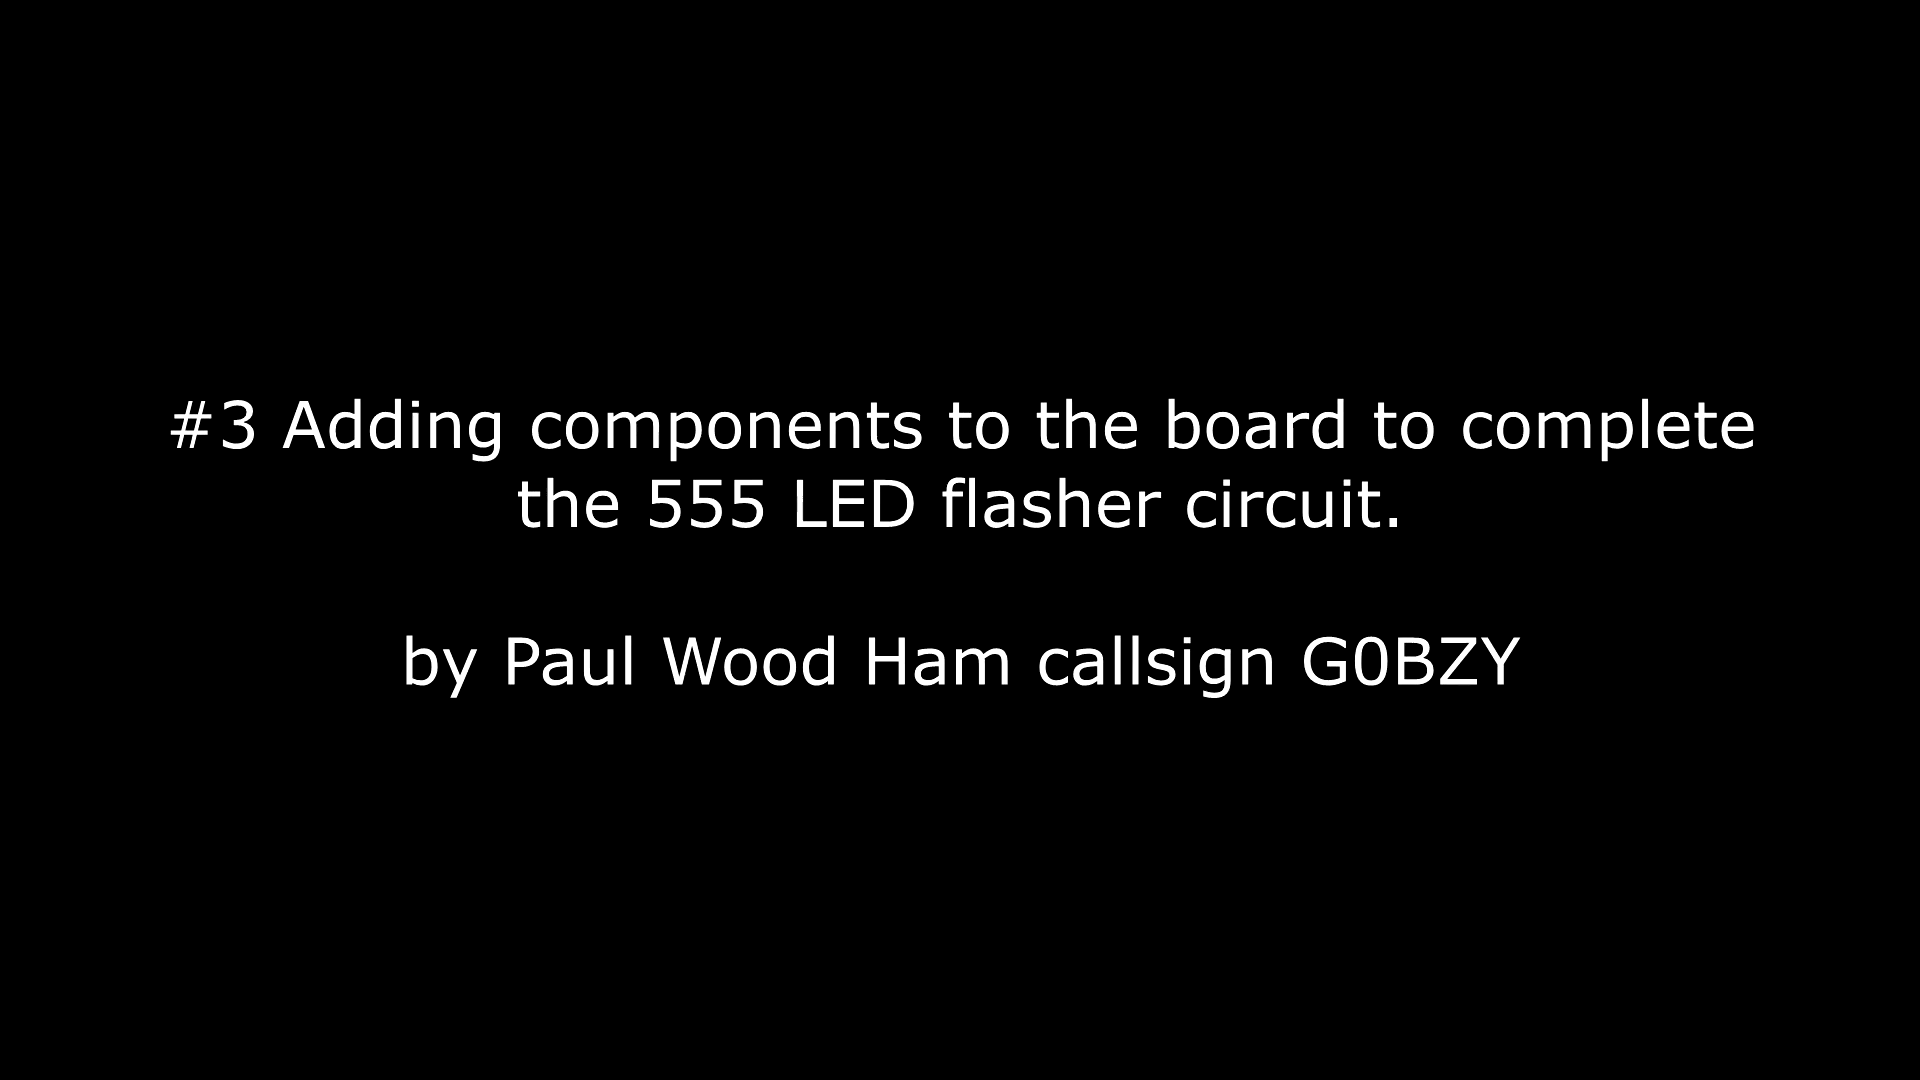 #3 Adding components to the board to complete
the 555 LED flasher circuit.
by Paul Wood Ham callsign G0BZY